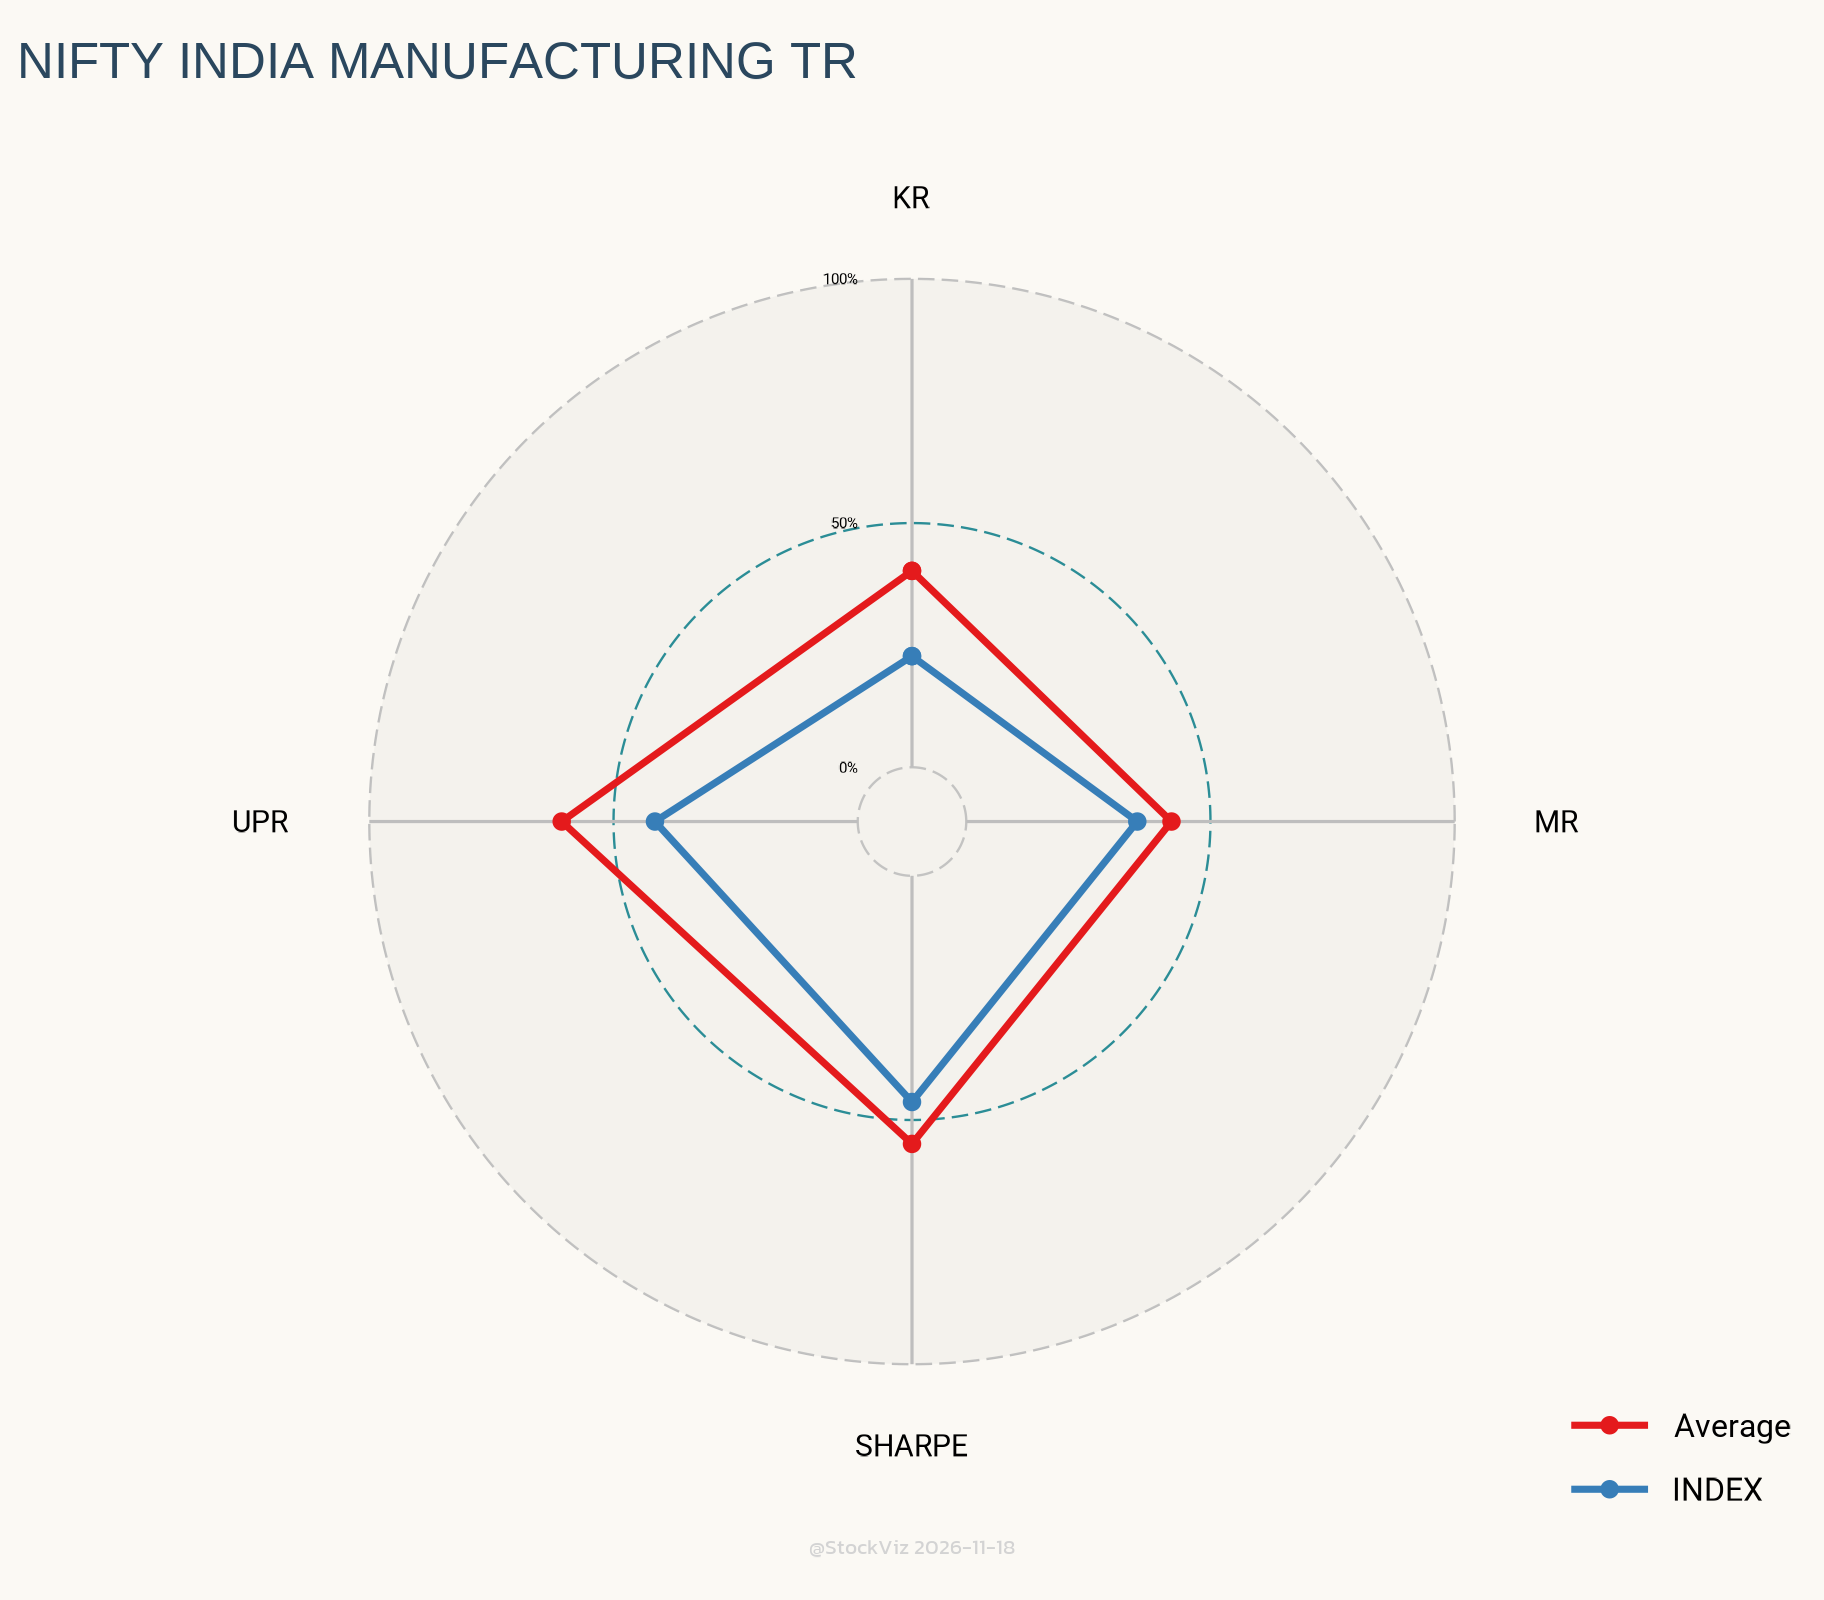 NIFTY INDIA MANUFACTURING TR
KR
100%
50%
0%
UPR
MR
SHARPE
Average
INDEX
@StockViz 2026-11-18